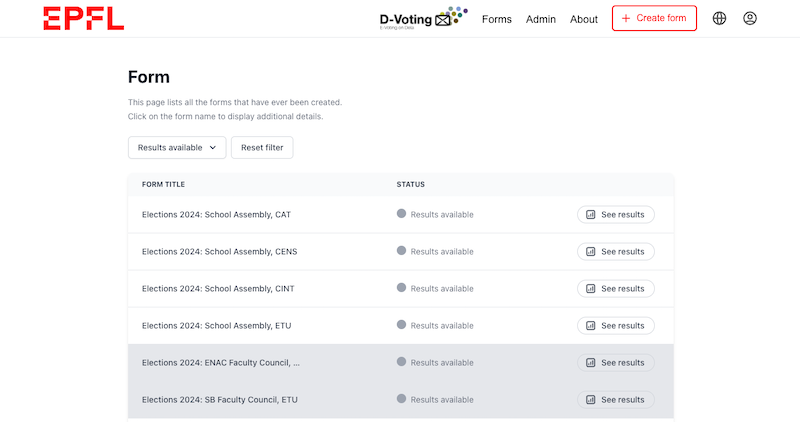 EPFL
D-Voting
E-Voting on Dela
Forms
Admin
About
+ Create form
Form
This page lists all the forms that have ever been created.
Click on the form name to display additional details.
Results available
Reset filter
FORM TITLE STATUS
Elections 2024: School Assembly, CAT Results available See results
Elections 2024: School Assembly, CENS Results available See results
Elections 2024: School Assembly, CINT Results available See results
Elections 2024: School Assembly, ETU Results available See results
Elections 2024: ENAC Faculty Council, ... Results available See results
Elections 2024: SB Faculty Council, ETU Results available See results